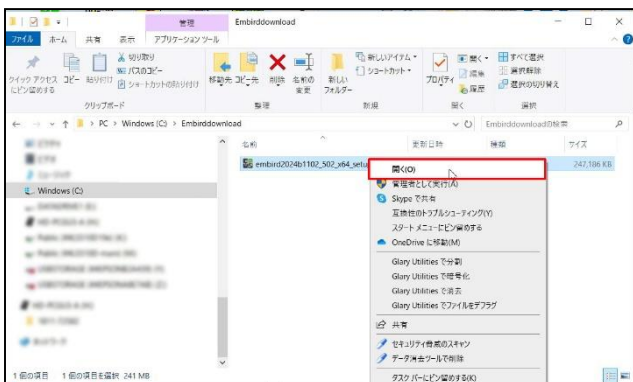 管理
Embirddownload
ファイル ホーム 共有 表示 アプリケーション ツール
クイック アクセスにピン留めする
コピー
貼り付け
切り取り
パスのコピー
ショートカットの貼り付け
移動先 コピー先 削除 名前の変更
新しいフォルダー
新しいアイテム
ショートカット
プロパティ
開く
編集
履歴
すべて選択
選択解除
選択の切り替え
クリップボード 整理 新規 開く 選択
PC > Windows (C:) > Embirddownload
Embirddownloadの検索
名前 更新日時 種類 サイズ
embird2024b1102_502_x64_setu
247,186 KB
Windows (C:)
開く(O)
管理者として実行(A)
Skype で共有
互換性のトラブルシューティング(Y)
スタート メニューにピン留めする
OneDrive に移動(M)
Glary Utilities で分割
Glary Utilities で暗号化
Glary Utilities で消去
Glary Utilities でファイルをデフラグ
共有
セキュリティ脅威のスキャン
データ消去ツールで削除
タスク バーにピン留めする(K)
1 個の項目 1 個の項目を選択 241 MB